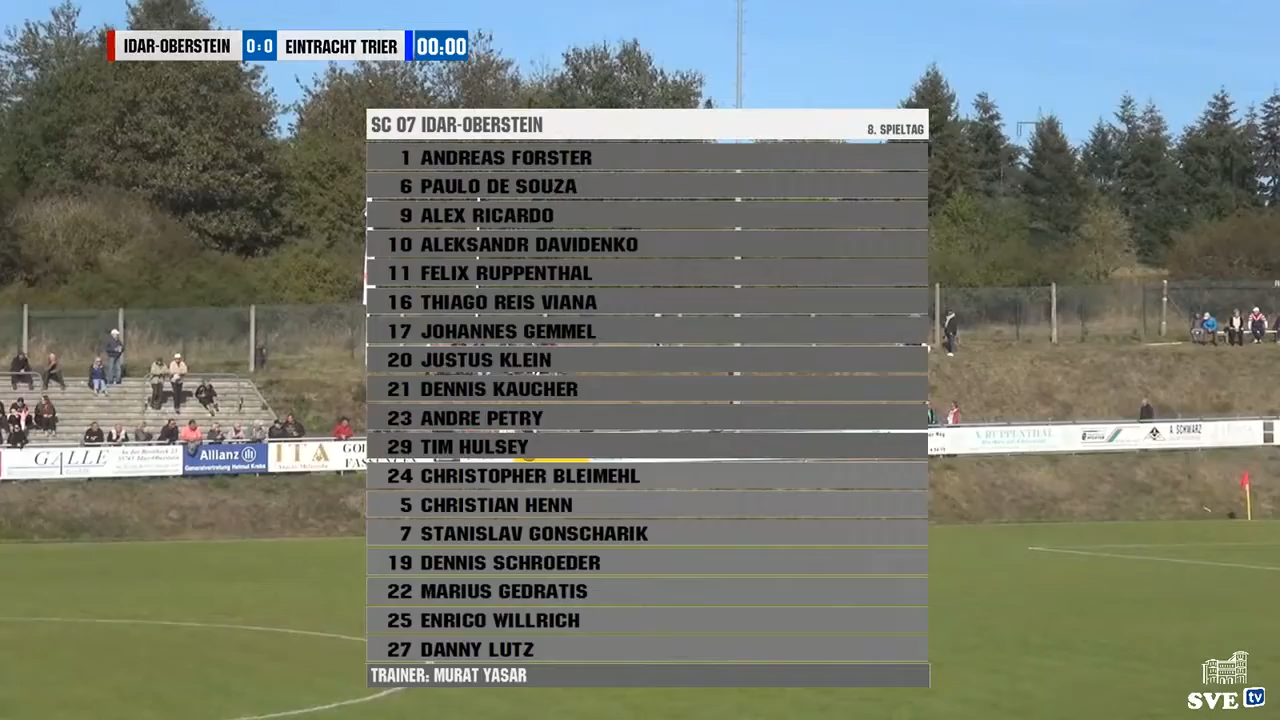 IDAR-OBERSTEIN 0:0 EINTRACHT TRIER 00:00
SC 07 IDAR-OBERSTEIN 8. SPIELTAG
1 ANDREAS FORSTER
6 PAULO DE SOUZA
9 ALEX RICARDO
10 ALEKSANDR DAVIDENKO
11 FELIX RUPPENTHAL
16 THIAGO REIS VIANA
17 JOHANNES GEMMEL
20 JUSTUS KLEIN
21 DENNIS KAUCHER
23 ANDRE PETRY
29 TIM HULSEY
24 CHRISTOPHER BLEIMEHL
5 CHRISTIAN HENN
7 STANISLAV GONSCHARIK
19 DENNIS SCHROEDER
22 MARIUS GEDRATIS
25 ENRICO WILLRICH
27 DANNY LUTZ
TRAINER: MURAT YASAR
GALLE
Allianz
Generalvertretung Helmut Krebs
ITA
V. RUPPENTHAL
A. SCHWARZ
SVE tv